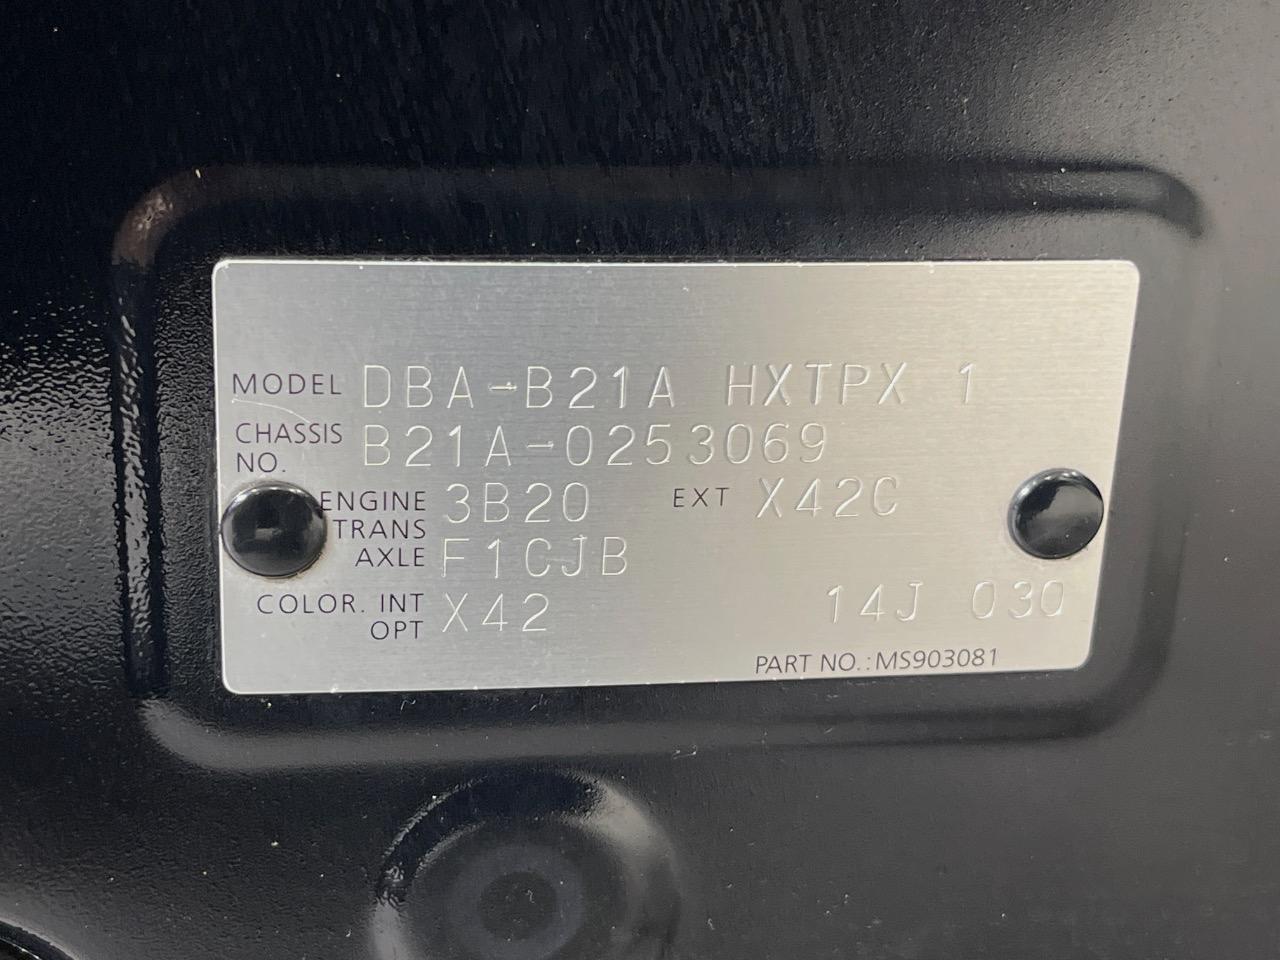 MODEL DBA-B21A HXTPX 1
CHASSIS NO. B21A-0253069
ENGINE 3B20 EXT X42C
TRANS AXLE F1CJB
COLOR. INT OPT X42 14J 030
PART NO.:MS903081